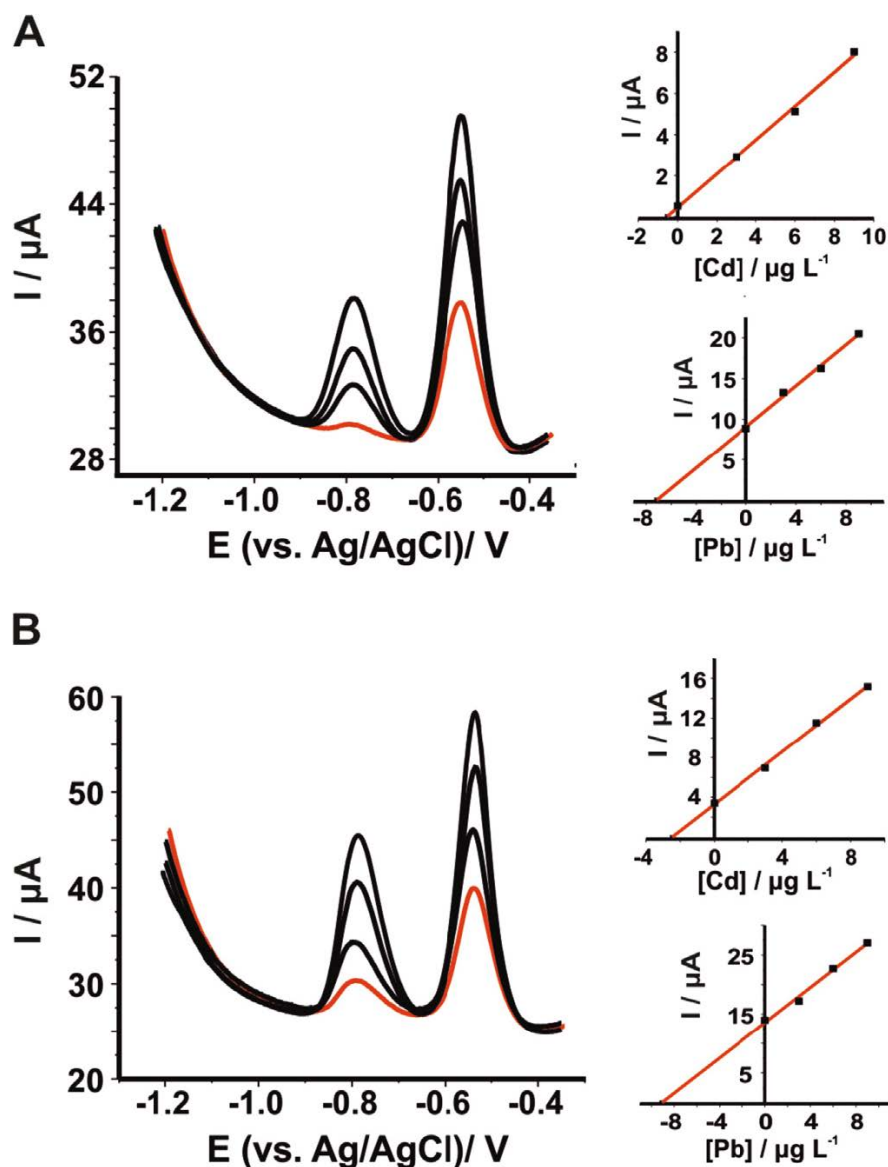 A
52
44
36
28
I / µA
-1.2 -1.0 -0.8 -0.6 -0.4
E (vs. Ag/AgCl)/ V
8
6
4
2
I / µA
-2 0 2 4 6 8 10
[Cd] / µg L⁻¹
20
15
10
5
I / µA
-8 -4 0 4 8
[Pb] / µg L⁻¹
B
60
50
40
30
20
I / µA
-1.2 -1.0 -0.8 -0.6 -0.4
E (vs. Ag/AgCl)/ V
16
12
8
4
I / µA
-4 0 4 8
[Cd] / µg L⁻¹
25
15
5
I / µA
-8 -4 0 4 8
[Pb] / µg L⁻¹